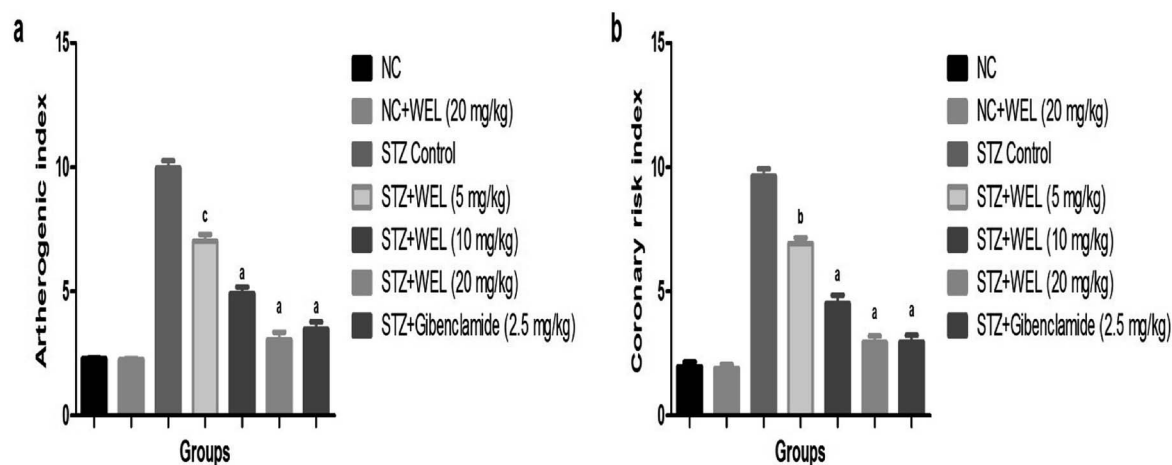 a
15
10
5
0
Artherogenic index
c
a
a
a
Groups
NC
NC+WEL (20 mg/kg)
STZ Control
STZ+WEL (5 mg/kg)
STZ+WEL (10 mg/kg)
STZ+WEL (20 mg/kg)
STZ+Gibenclamide (2.5 mg/kg)
b
15
10
5
0
Coronary risk index
b
a
a
a
Groups
NC
NC+WEL (20 mg/kg)
STZ Control
STZ+WEL (5 mg/kg)
STZ+WEL (10 mg/kg)
STZ+WEL (20 mg/kg)
STZ+Gibenclamide (2.5 mg/kg)